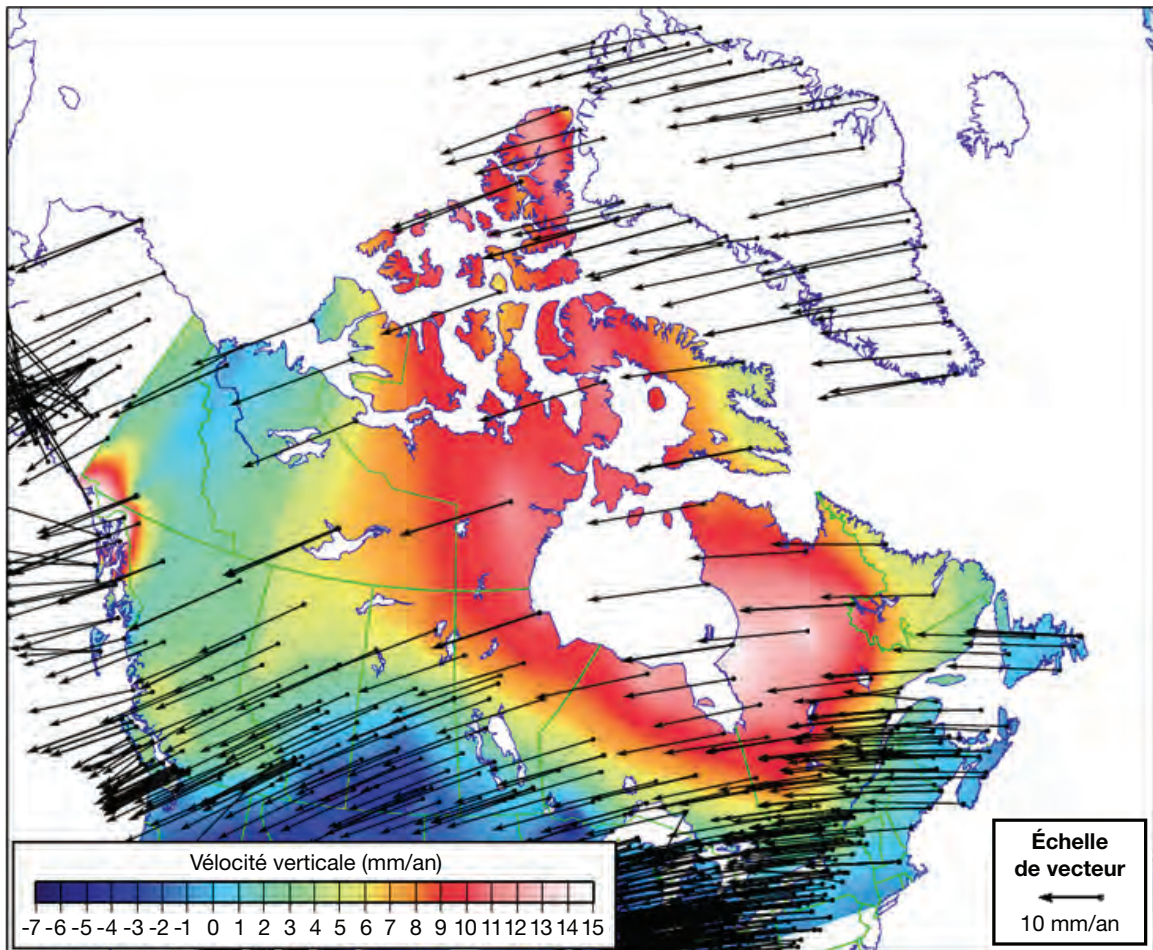 Vélocité verticale (mm/an)
-7 -6 -5 -4 -3 -2 -1 0 1 2 3 4 5 6 7 8 9 10 11 12 13 14 15
Échelle
de vecteur
10 mm/an